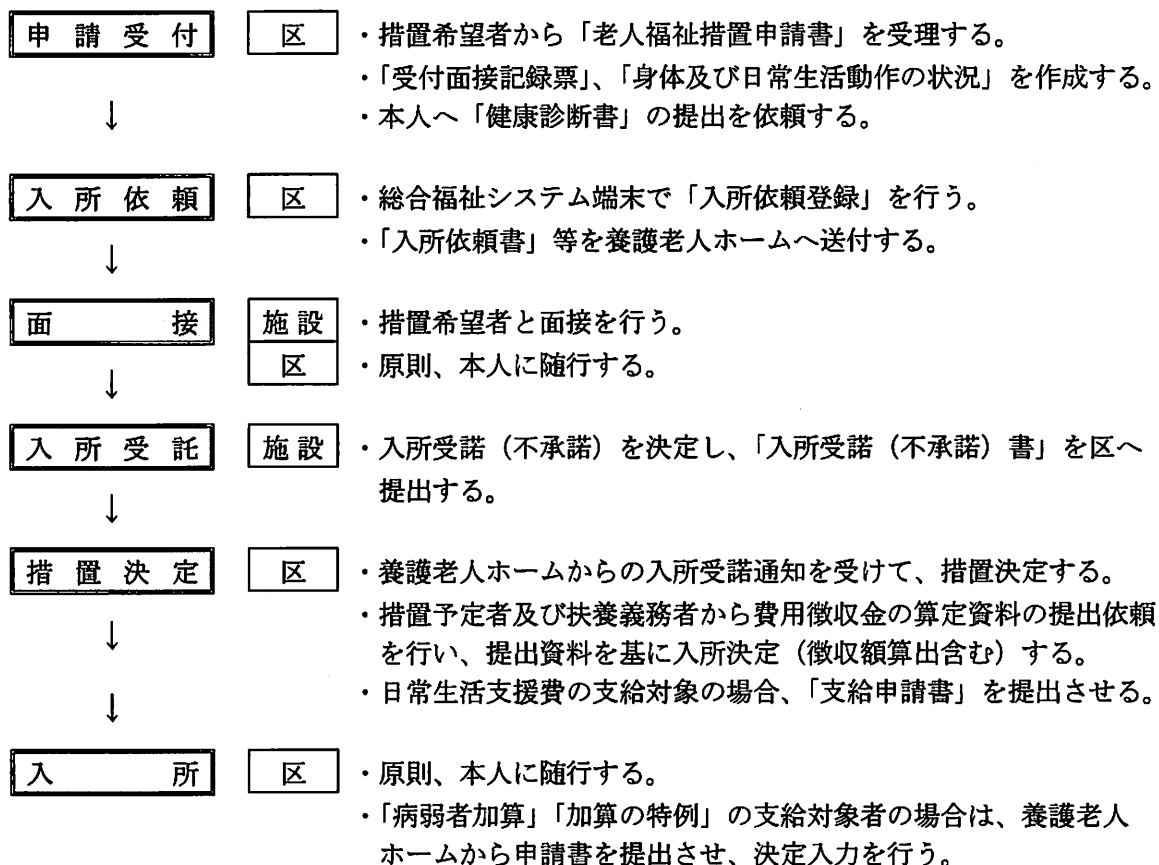 申請受付 区 ・措置希望者から「老人福祉措置申請書」を受理する。
・「受付面接記録票」、「身体及び日常生活動作の状況」を作成する。
↓ ・本人へ「健康診断書」の提出を依頼する。
入所依頼 区 ・総合福祉システム端末で「入所依頼登録」を行う。
↓ ・「入所依頼書」等を養護老人ホームへ送付する。
面接 施設 ・措置希望者と面接を行う。
↓ 区 ・原則、本人に随行する。
入所受託 施設 ・入所受諾（不承諾）を決定し、「入所受諾（不承諾）書」を区へ
↓ 提出する。
措置決定 区 ・養護老人ホームからの入所受諾通知を受けて、措置決定する。
↓ ・措置予定者及び扶養義務者から費用徴収金の算定資料の提出依頼
を行い、提出資料を基に入所決定（徴収額算出含む）する。
↓ ・日常生活支援費の支給対象の場合、「支給申請書」を提出させる。
入所 区 ・原則、本人に随行する。
・「病弱者加算」「加算の特例」の支給対象者の場合は、養護老人
ホームから申請書を提出させ、決定入力を行う。